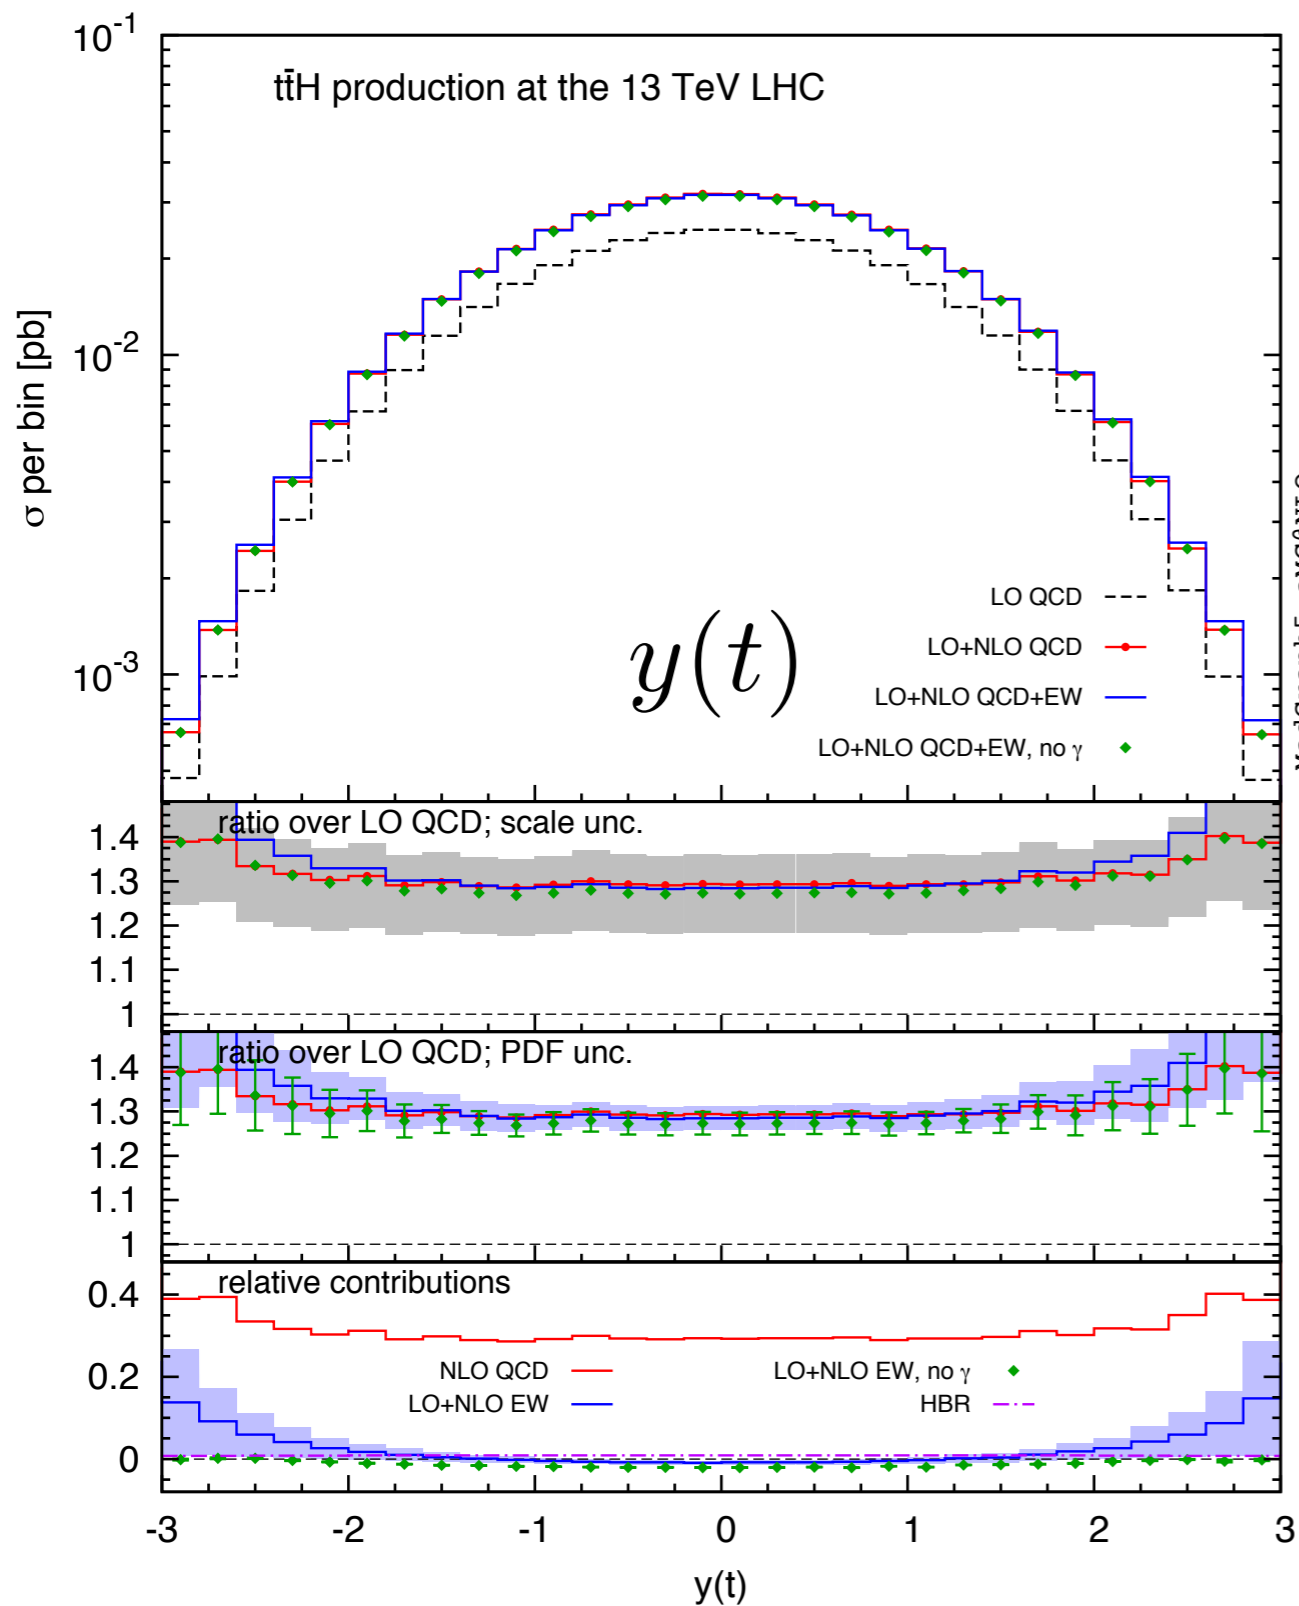 10^-1
tt̄H production at the 13 TeV LHC
10^-2
σ per bin [pb]
10^-3
y(t)
LO QCD
LO+NLO QCD
LO+NLO QCD+EW
LO+NLO QCD+EW, no γ
ratio over LO QCD; scale unc.
1.4
1.3
1.2
1.1
1
ratio over LO QCD; PDF unc.
1.4
1.3
1.2
1.1
1
relative contributions
0.4
0.2
0
NLO QCD
LO+NLO EW, no γ
LO+NLO EW
HBR
-3 -2 -1 0 1 2 3
y(t)